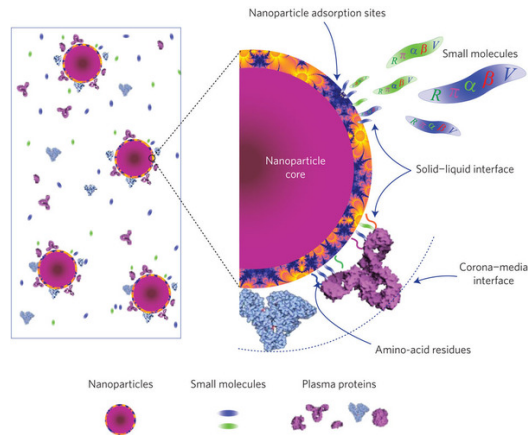 Nanoparticle adsorption sites
Small molecules
R π α β V
R π α β V
R π α β V
R π α β V
Nanoparticle
core
Solid–liquid interface
Corona–media
interface
Amino-acid residues
Nanoparticles
Small molecules
Plasma proteins